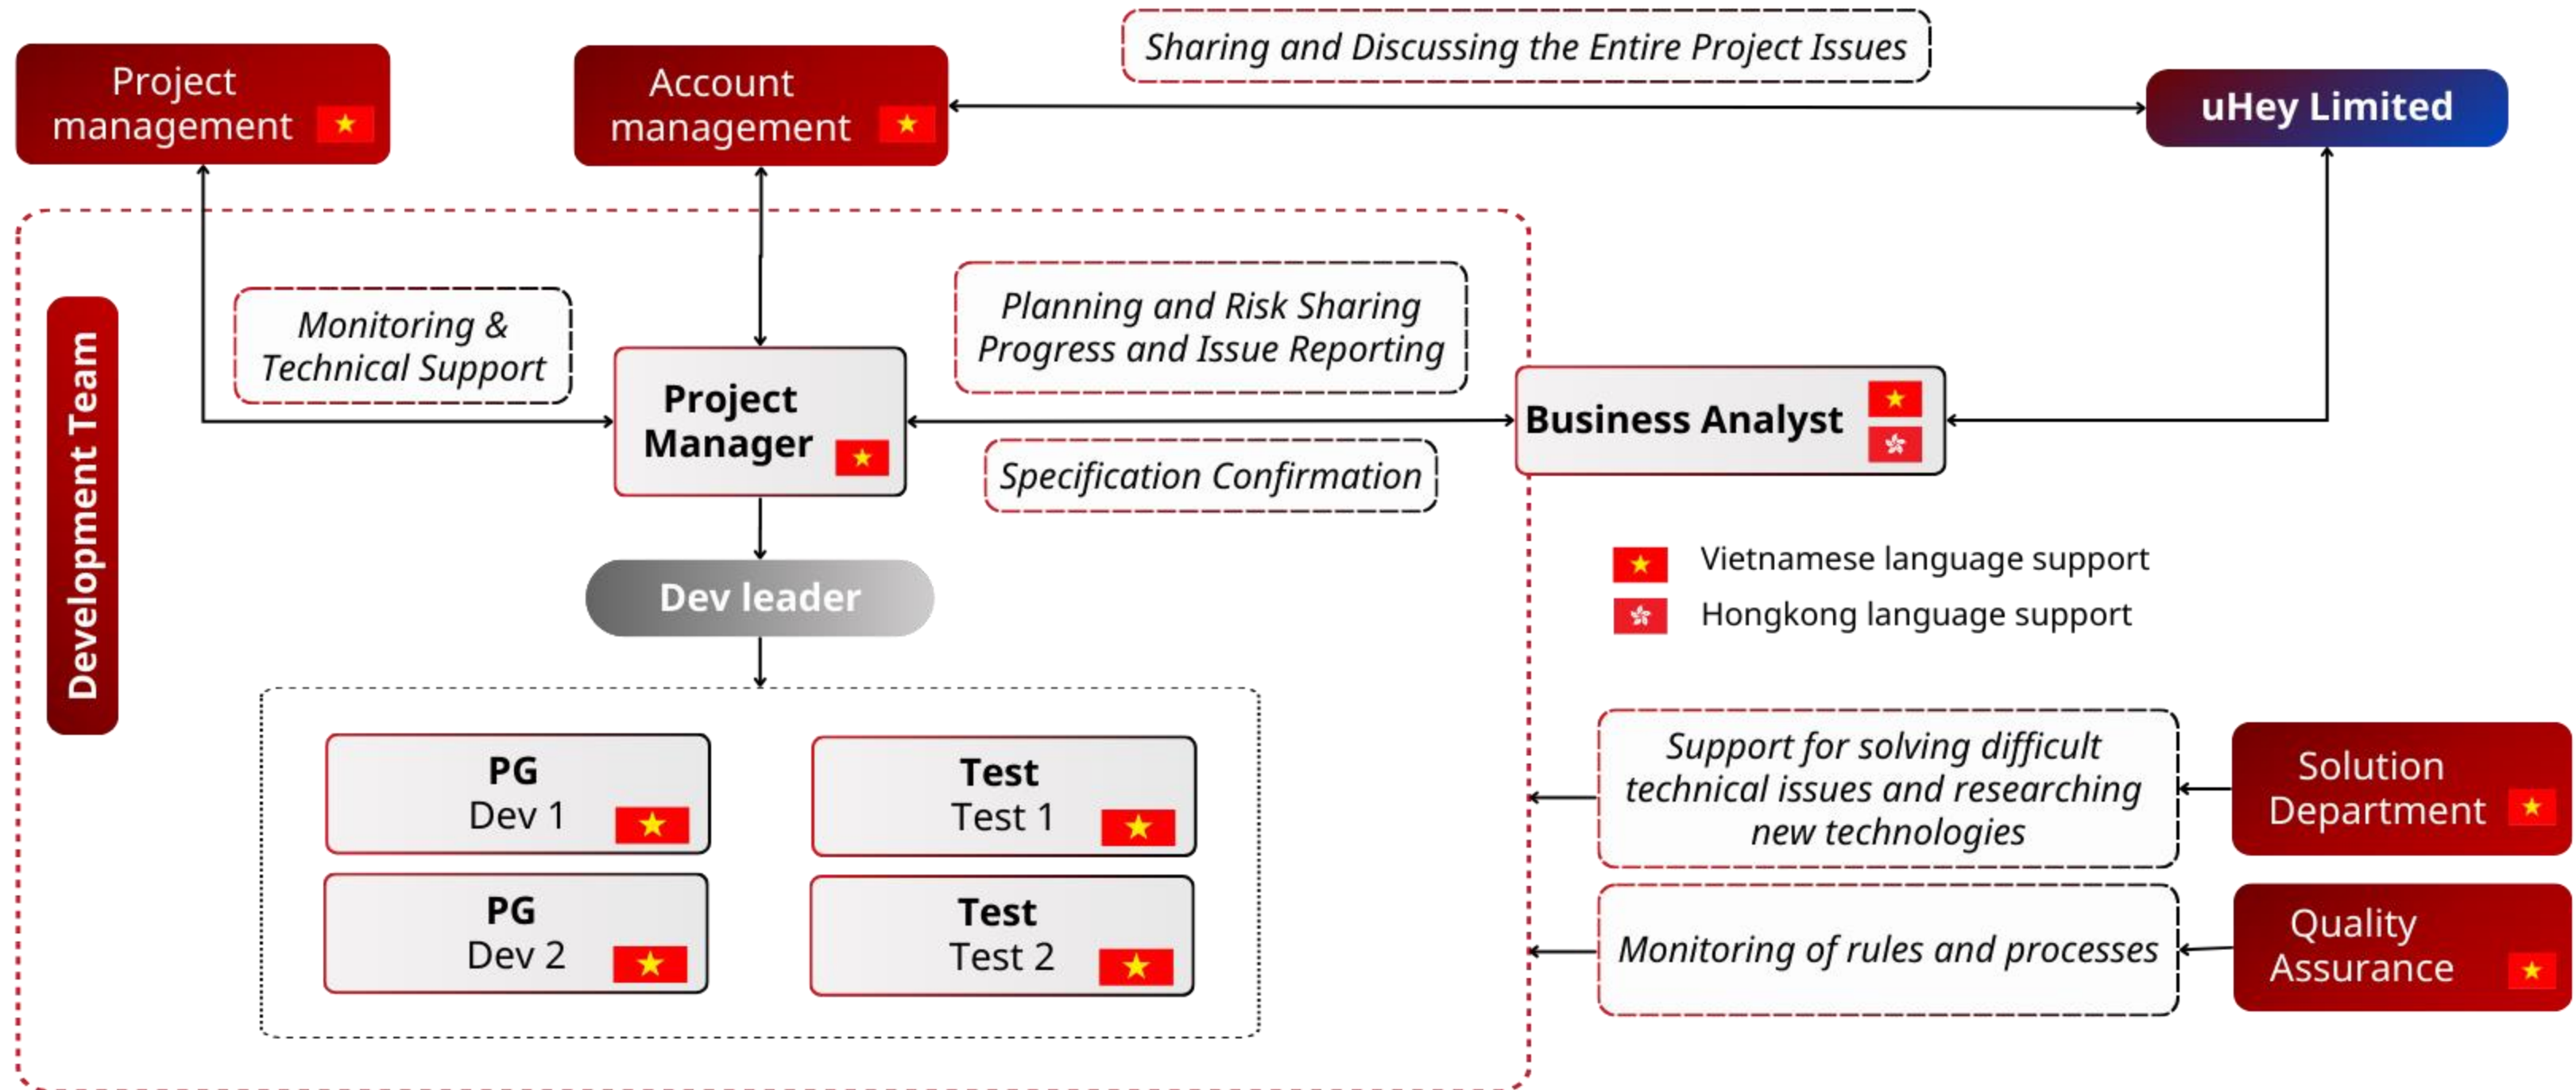 Sharing and Discussing the Entire Project Issues
Project
management
Account
management
uHey Limited
Development Team
Monitoring &
Technical Support
Planning and Risk Sharing
Progress and Issue Reporting
Project
Manager
Business Analyst
Specification Confirmation
Vietnamese language support
Hongkong language support
Dev leader
PG
Dev 1
Test
Test 1
PG
Dev 2
Test
Test 2
Support for solving difficult
technical issues and researching
new technologies
Solution
Department
Monitoring of rules and processes
Quality
Assurance